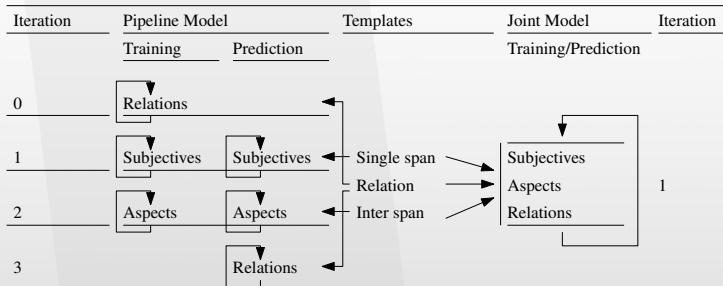 Iteration Pipeline Model Templates Joint Model Iteration
Training Prediction Training/Prediction
0 Relations
1 Subjectives Subjectives Single span Subjectives
Relation Aspects 1
2 Aspects Aspects Inter span Relations
3 Relations